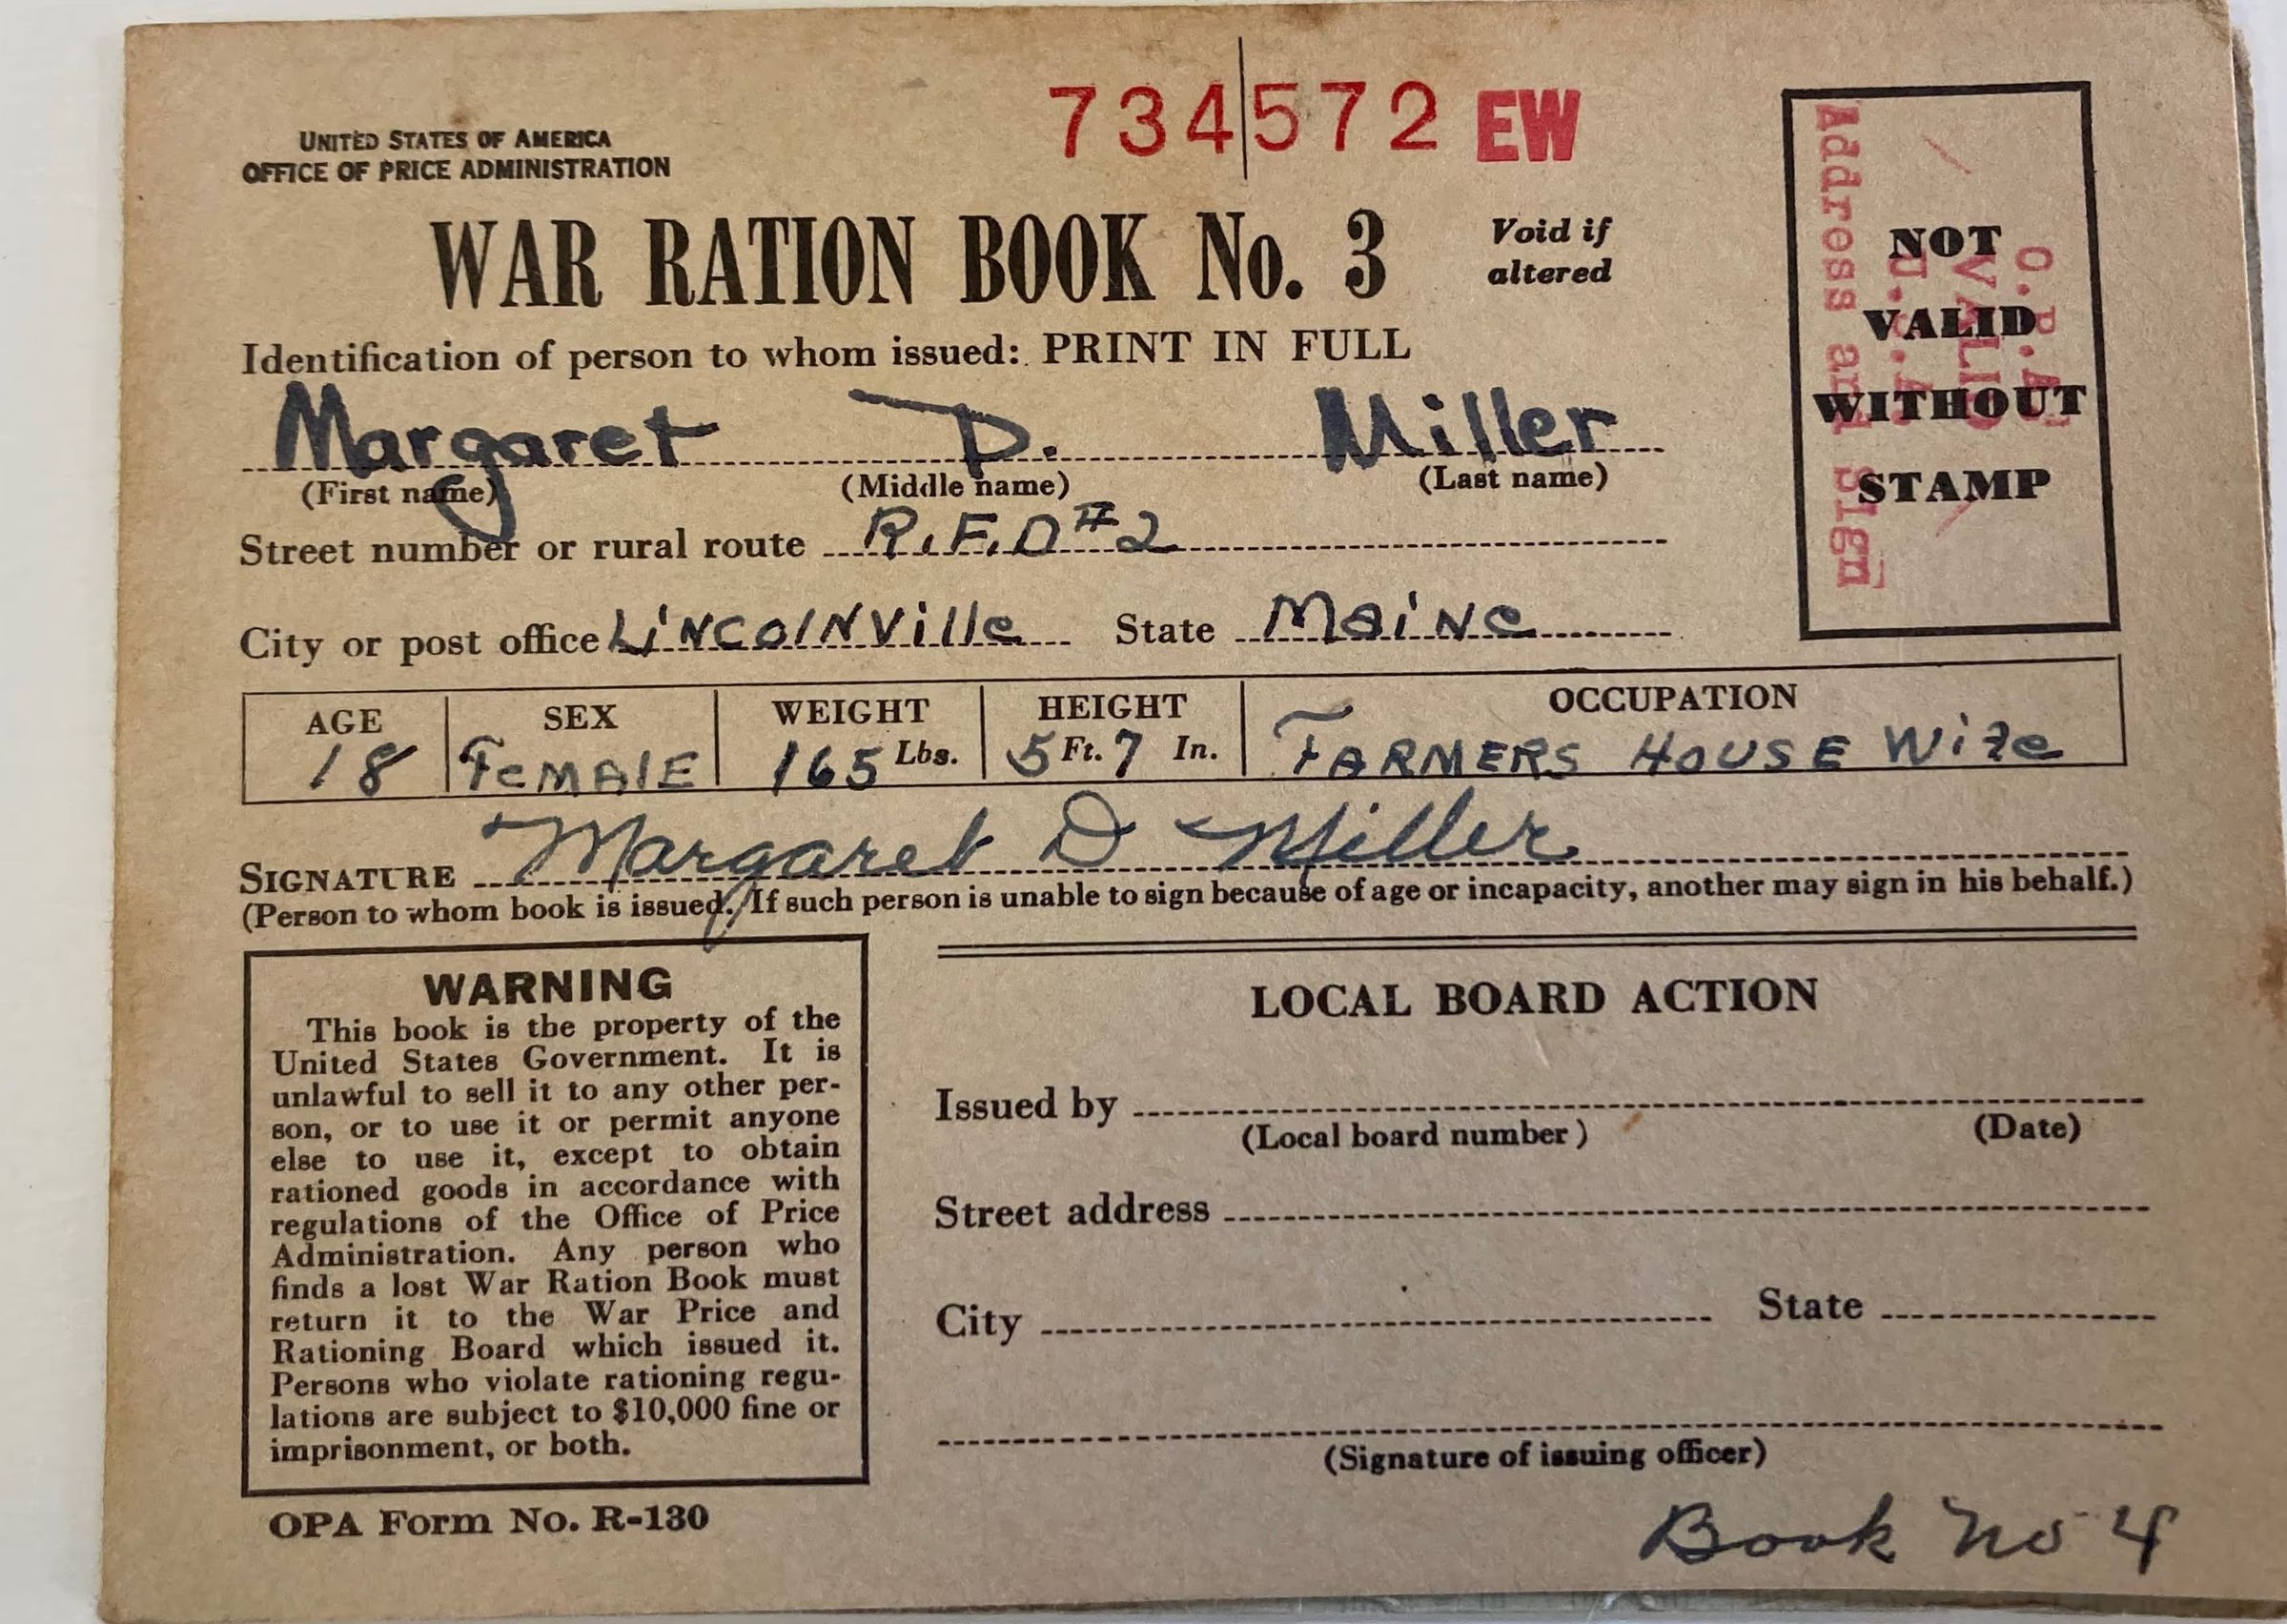 734572 EW
UNITED STATES OF AMERICA
OFFICE OF PRICE ADMINISTRATION
WAR RATION BOOK No. 3
Void if
altered
Identification of person to whom issued: PRINT IN FULL
Margaret D. Miller
(First name) (Middle name) (Last name)
Street number or rural route R.F.D #2
City or post office LiNcolNville State MaiNe
NOT
VALID
WITHOUT
STAMP
O.P.A.
VALID
U.S.A.
Address and Sign
AGE SEX WEIGHT HEIGHT OCCUPATION
18 FeMAlE 165 Lbs. 5 Ft. 7 In. FARMERS HOUSE Wife
SIGNATURE Margaret D Miller
(Person to whom book is issued. If such person is unable to sign because of age or incapacity, another may sign in his behalf.)
WARNING
This book is the property of the
United States Government. It is
unlawful to sell it to any other per-
son, or to use it or permit anyone
else to use it, except to obtain
rationed goods in accordance with
regulations of the Office of Price
Administration. Any person who
finds a lost War Ration Book must
return it to the War Price and
Rationing Board which issued it.
Persons who violate rationing regu-
lations are subject to $10,000 fine or
imprisonment, or both.
OPA Form No. R-130
LOCAL BOARD ACTION
Issued by
(Local board number) (Date)
Street address
City State
(Signature of issuing officer)
Book No 4